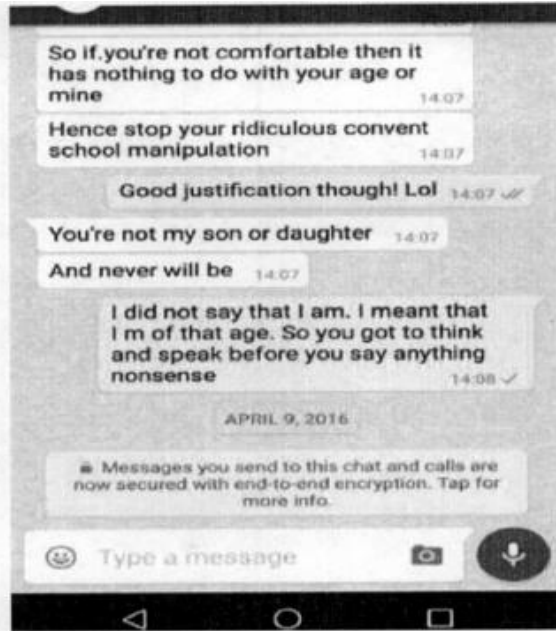 So if.you're not comfortable then it
has nothing to do with your age or
mine
14:07
Hence stop your ridiculous convent
school manipulation
14:07
Good justification though! Lol 14:07
You're not my son or daughter 14:07
And never will be 14:07
I did not say that I am. I meant that
I m of that age. So you got to think
and speak before you say anything
nonsense
14:08
APRIL 9, 2016
Messages you send to this chat and calls are
now secured with end-to-end encryption. Tap for
more info.
Type a message